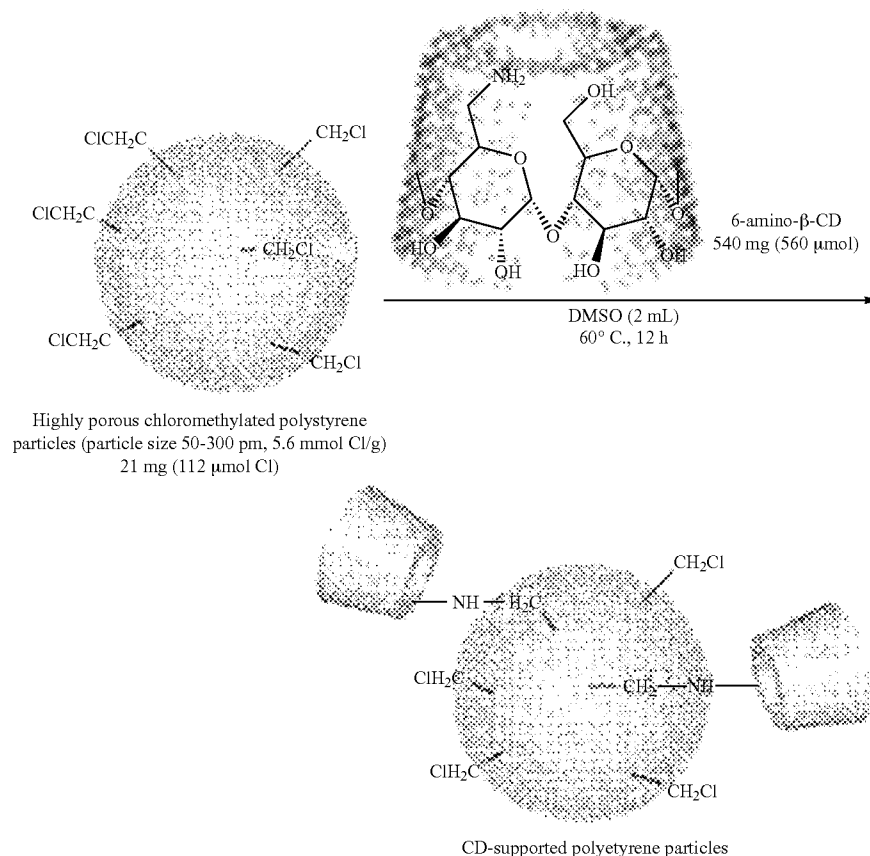 NH₂
OH
ClCH₂C
CH₂Cl
O
O
ClCH₂C
CH₂Cl
O
O
HO
O
OH
HO
OH
6-amino-β-CD
540 mg (560 μmol)
DMSO (2 mL)
60° C., 12 h
ClCH₂C
CH₂Cl
Highly porous chloromethylated polystyrene
particles (particle size 50-300 pm, 5.6 mmol Cl/g)
21 mg (112 μmol Cl)
CH₂Cl
NH
H₂C
ClH₂C
CH₂
NH
ClH₂C
CH₂Cl
CD-supported polyetyrene particles